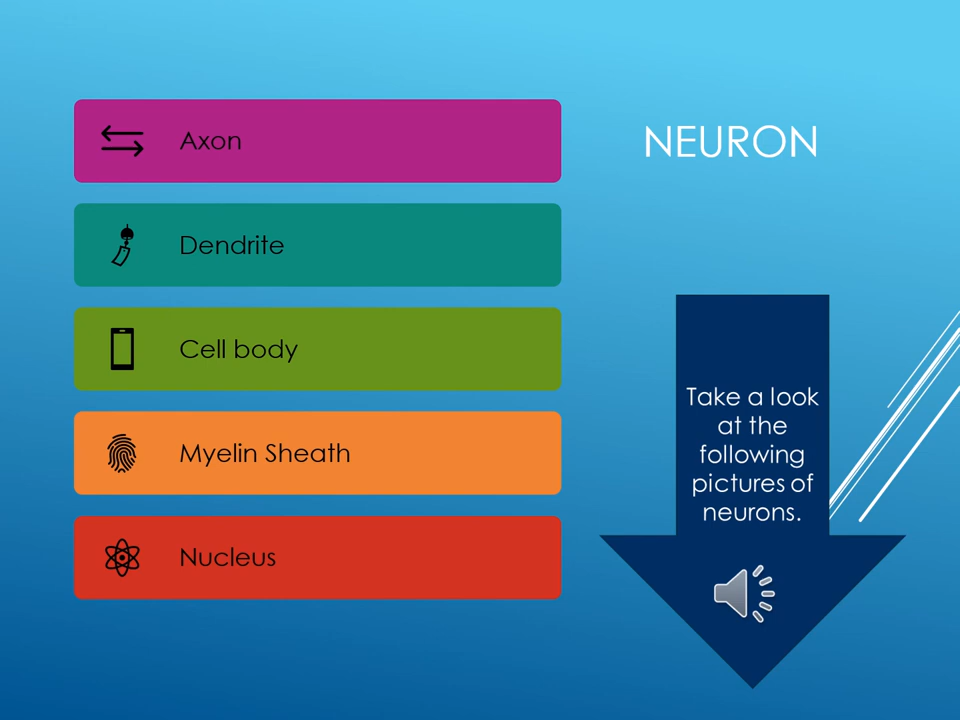 NEURON
Axon
Dendrite
Cell body
Myelin Sheath
Nucleus
Take a look
at the
following
pictures of
neurons.